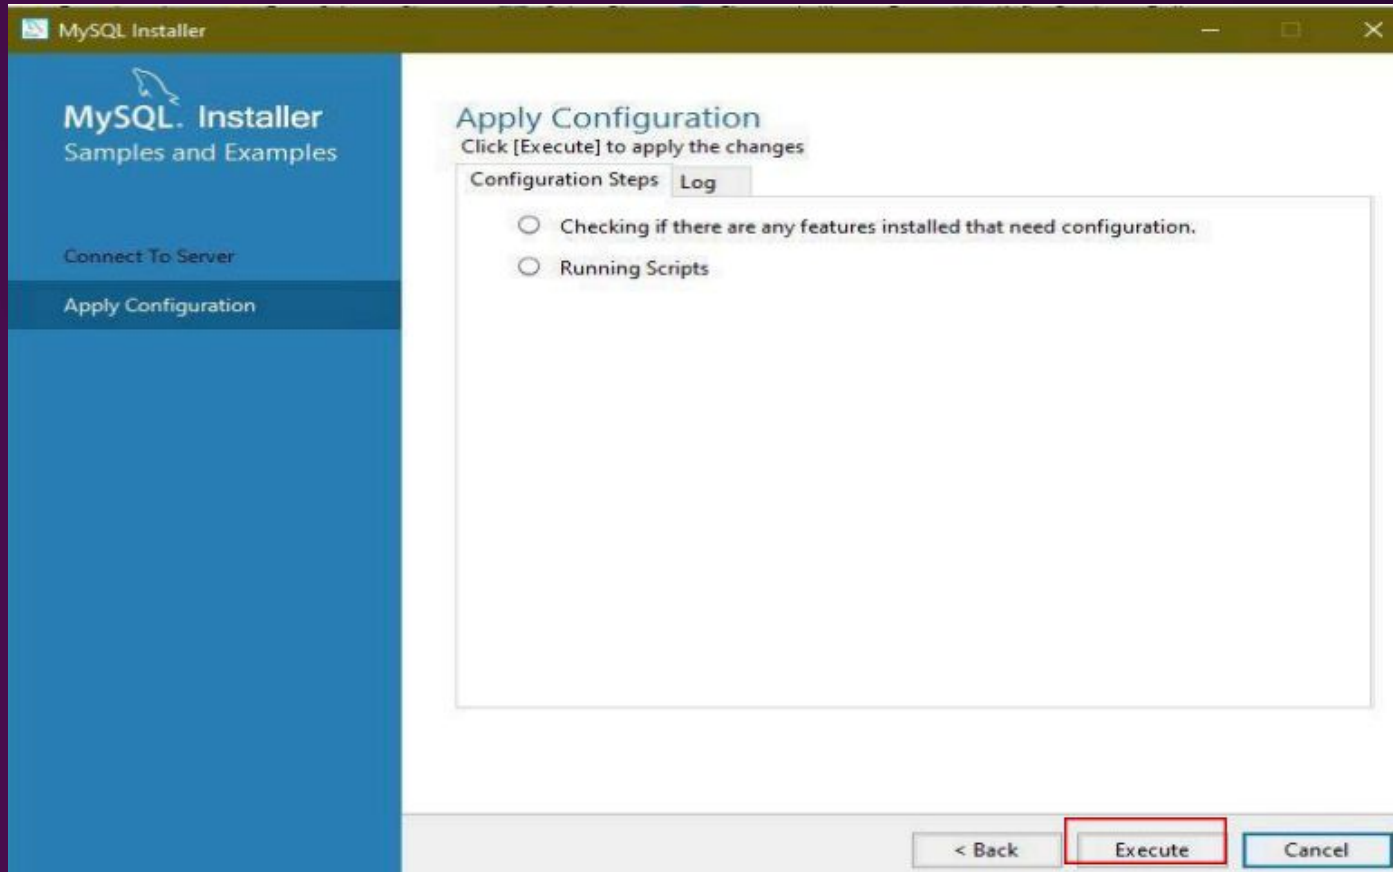 MySQL Installer
MySQL. Installer
Samples and Examples
Connect To Server
Apply Configuration
Apply Configuration
Click [Execute] to apply the changes
Configuration Steps Log
Checking if there are any features installed that need configuration.
Running Scripts
< Back Execute Cancel